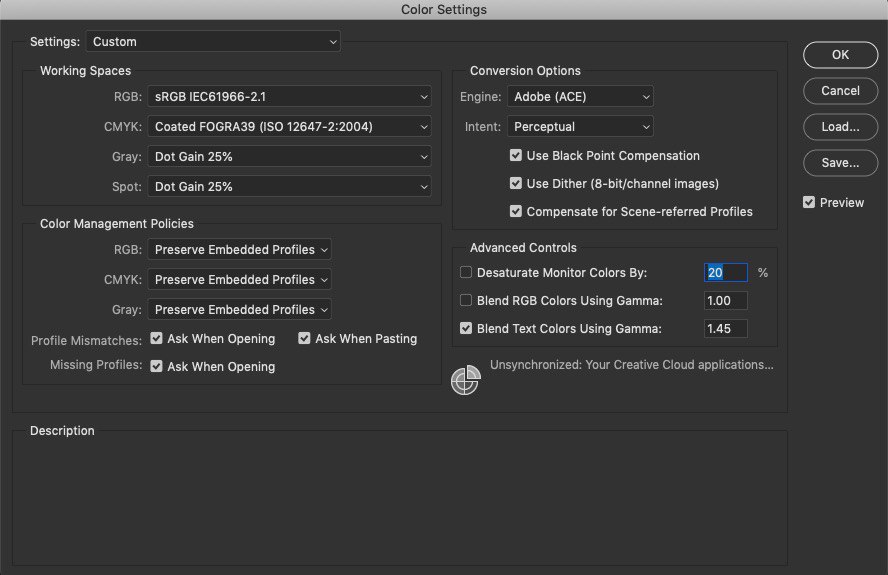 Color Settings
Settings: Custom
Working Spaces
RGB: sRGB IEC61966-2.1
CMYK: Coated FOGRA39 (ISO 12647-2:2004)
Gray: Dot Gain 25%
Spot: Dot Gain 25%
Color Management Policies
RGB: Preserve Embedded Profiles
CMYK: Preserve Embedded Profiles
Gray: Preserve Embedded Profiles
Profile Mismatches: Ask When Opening Ask When Pasting
Missing Profiles: Ask When Opening
Conversion Options
Engine: Adobe (ACE)
Intent: Perceptual
Use Black Point Compensation
Use Dither (8-bit/channel images)
Compensate for Scene-referred Profiles
Advanced Controls
Desaturate Monitor Colors By: 20 %
Blend RGB Colors Using Gamma: 1.00
Blend Text Colors Using Gamma: 1.45
Unsynchronized: Your Creative Cloud applications...
OK
Cancel
Load...
Save...
Preview
Description